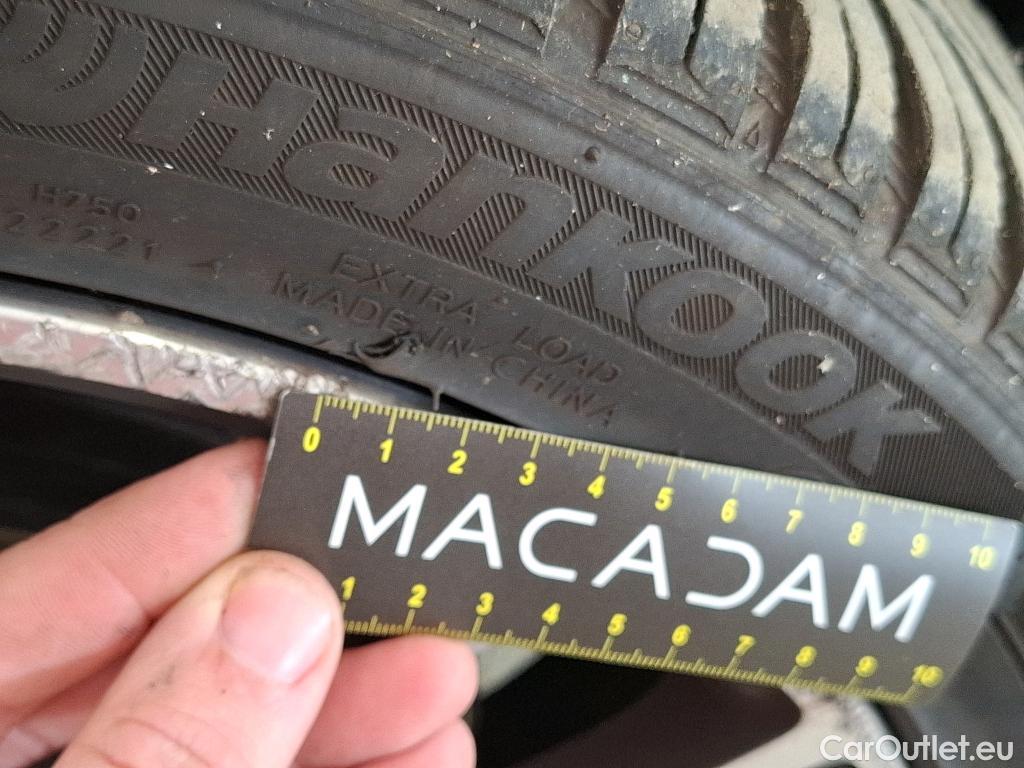 Hankook
H750
22221
EXTRA LOAD
MADE IN CHINA
0 1 2 3 4 5 6 7 8 9 10
MACADAM
1 2 3 4 5 6 7 8 9 10
CarOutlet.eu